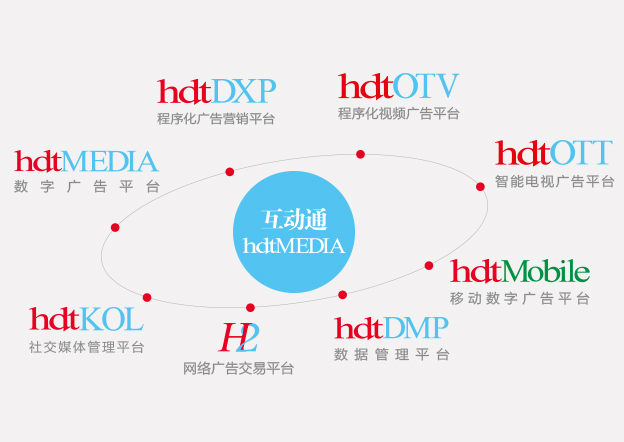 hdtDXP
程序化广告营销平台
hdtOTV
程序化视频广告平台
hdtMEDIA
数字广告平台
hdtOTT
智能电视广告平台
互动通
hdtMEDIA
hdtMobile
移动数字广告平台
hdtKOL
社交媒体管理平台
H2
网络广告交易平台
hdtDMP
数据管理平台